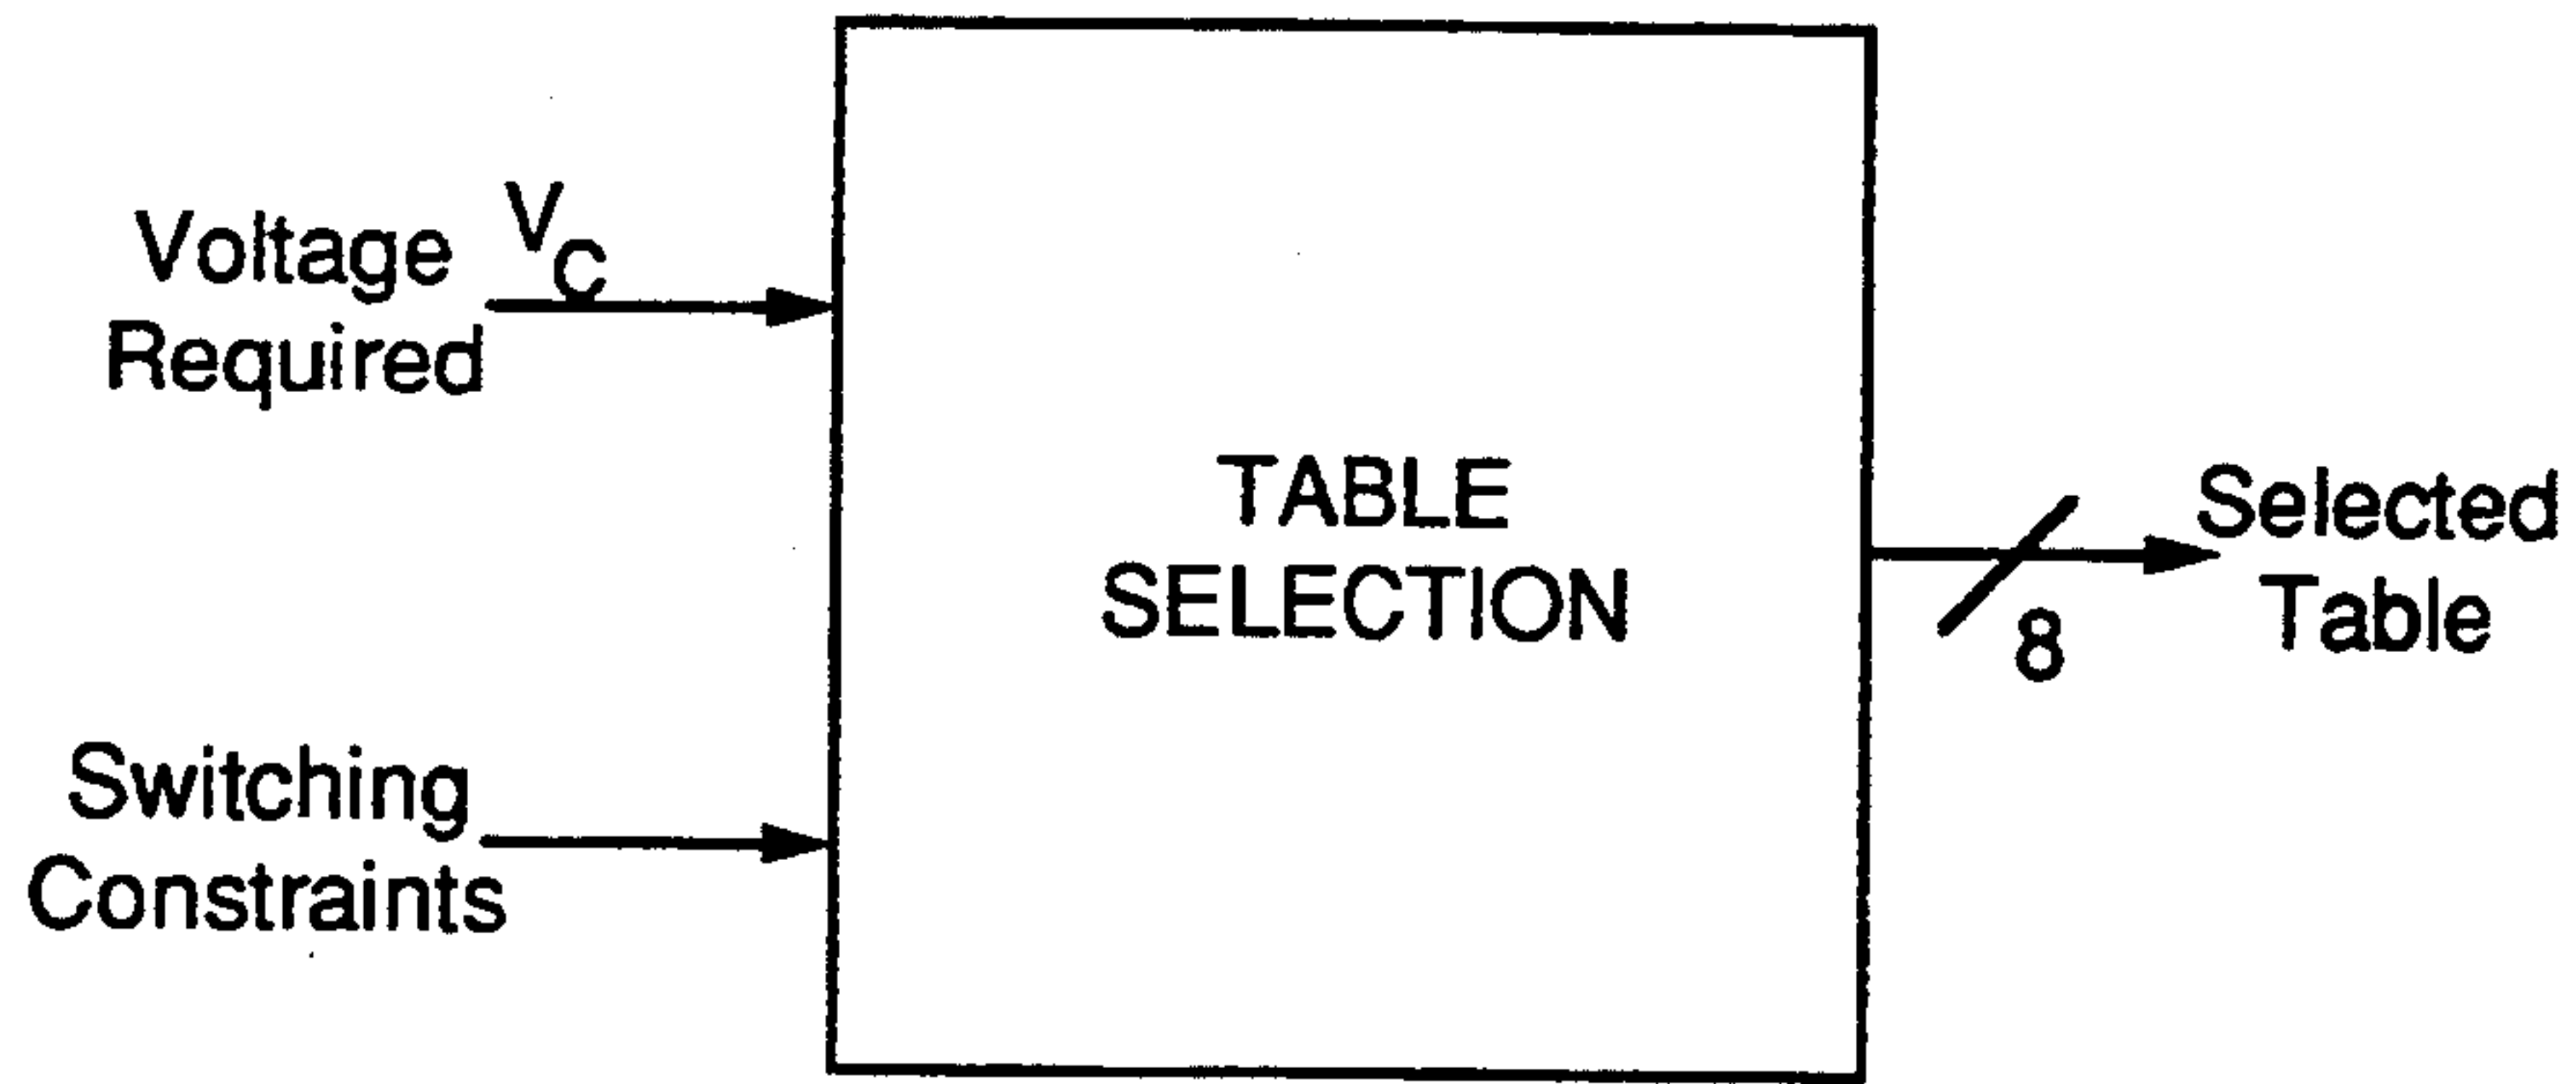 Voltage
Required
V_C
TABLE
SELECTION
Selected
Table
8
Switching
Constraints